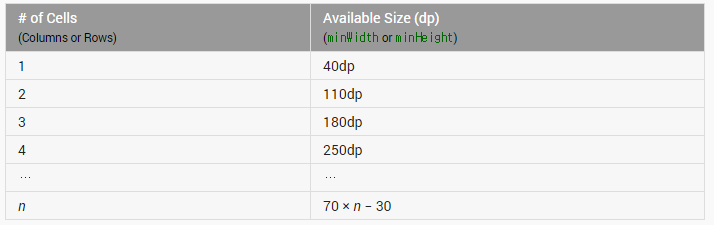 # of Cells Available Size (dp)
(Columns or Rows) (minWidth or minHeight)
1 40dp
2 110dp
3 180dp
4 250dp
… …
n 70 × n − 30